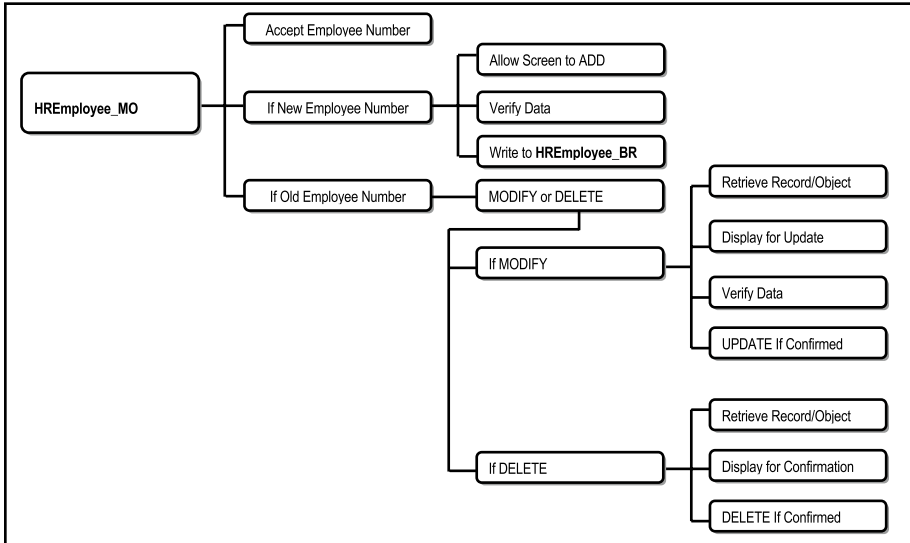 HREmployee_MO
Accept Employee Number
If New Employee Number
Allow Screen to ADD
Verify Data
Write to HREmployee_BR
If Old Employee Number
MODIFY or DELETE
If MODIFY
Retrieve Record/Object
Display for Update
Verify Data
UPDATE If Confirmed
If DELETE
Retrieve Record/Object
Display for Confirmation
DELETE If Confirmed